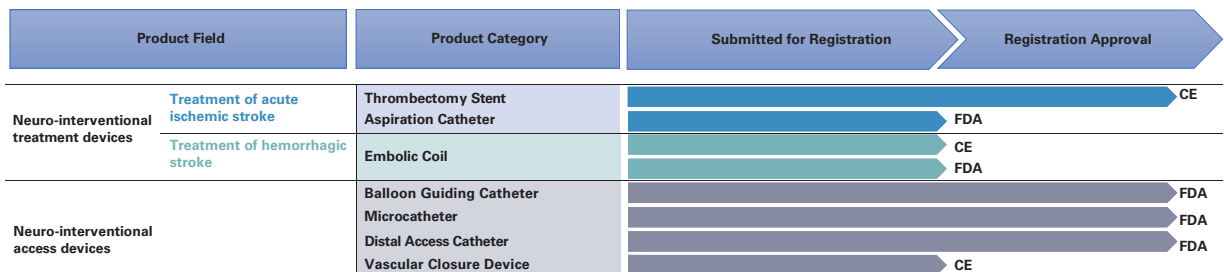 Product Field
Product Category
Submitted for Registration
Registration Approval
Neuro-interventional
treatment devices
Treatment of acute
ischemic stroke
Thrombectomy Stent
CE
Aspiration Catheter
FDA
Treatment of hemorrhagic
stroke
Embolic Coil
CE
FDA
Neuro-interventional
access devices
Balloon Guiding Catheter
FDA
Microcatheter
FDA
Distal Access Catheter
FDA
Vascular Closure Device
CE